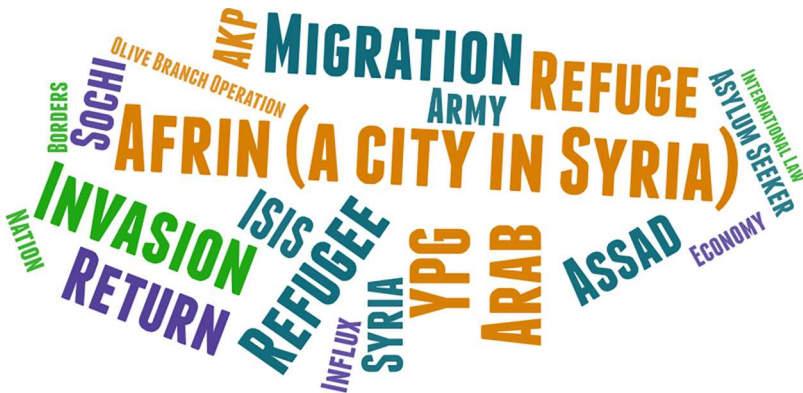 AKP
MIGRATION
REFUGE
OLIVE BRANCH OPERATION
ARMY
INTERNATIONAL LAW
ASYLUM SEEKER
BORDERS
SOCHI
AFRIN (A CITY IN SYRIA)
INVASION
ISIS
NATION
RETURN
REFUGEE
INFLUX
SYRIA
YPG
ARAB
ASSAD
ECONOMY